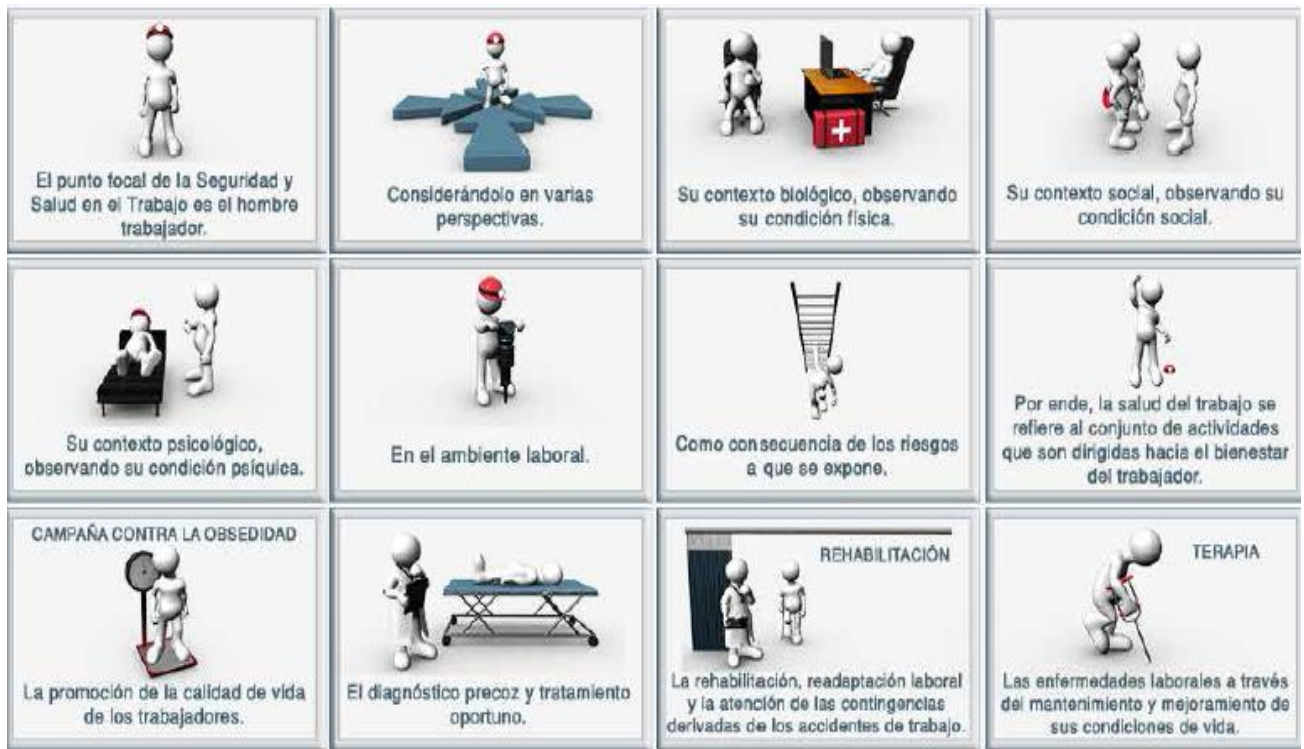 El punto focal de la Seguridad y
Salud en el Trabajo es el hombre
trabajador.
Considerándolo en varias
perspectivas.
Su contexto biológico, observando
su condición física.
Su contexto social, observando su
condición social.
Su contexto psicológico,
observando su condición psíquica.
En el ambiente laboral.
Como consecuencia de los riesgos
a que se expone.
Por ende, la salud del trabajo se
refiere al conjunto de actividades
que son dirigidas hacia el bienestar
del trabajador.
CAMPAÑA CONTRA LA OBSEDIDAD
La promoción de la calidad de vida
de los trabajadores.
El diagnóstico precoz y tratamiento
oportuno.
REHABILITACIÓN
La rehabilitación, readaptación laboral
y la atención de las contingencias
derivadas de los accidentes de trabajo.
TERAPIA
Las enfermedades laborales a través
del mantenimiento y mejoramiento de
sus condiciones de vida.